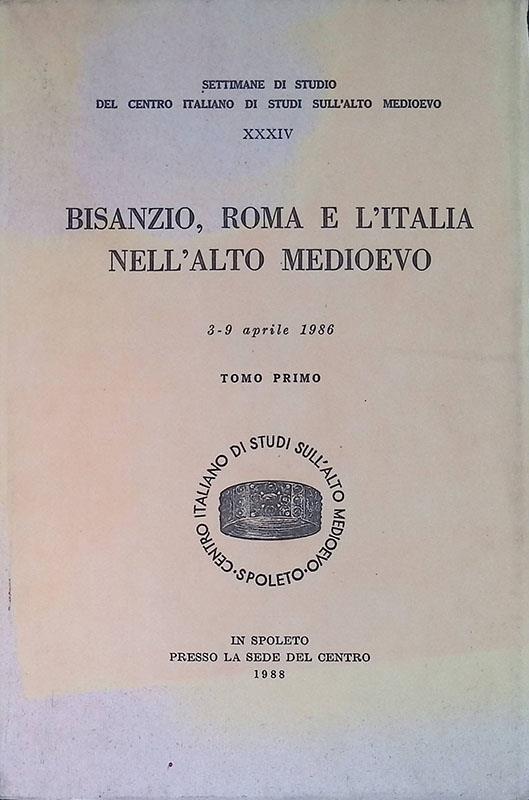 SETTIMANE DI STUDIO
DEL CENTRO ITALIANO DI STUDI SULL'ALTO MEDIOEVO
XXXIV
BISANZIO, ROMA E L'ITALIA
NELL'ALTO MEDIOEVO
3-9 aprile 1986
TOMO PRIMO
CENTRO ITALIANO DI STUDI SULL'ALTO MEDIOEVO
·SPOLETO·
IN SPOLETO
PRESSO LA SEDE DEL CENTRO
1988